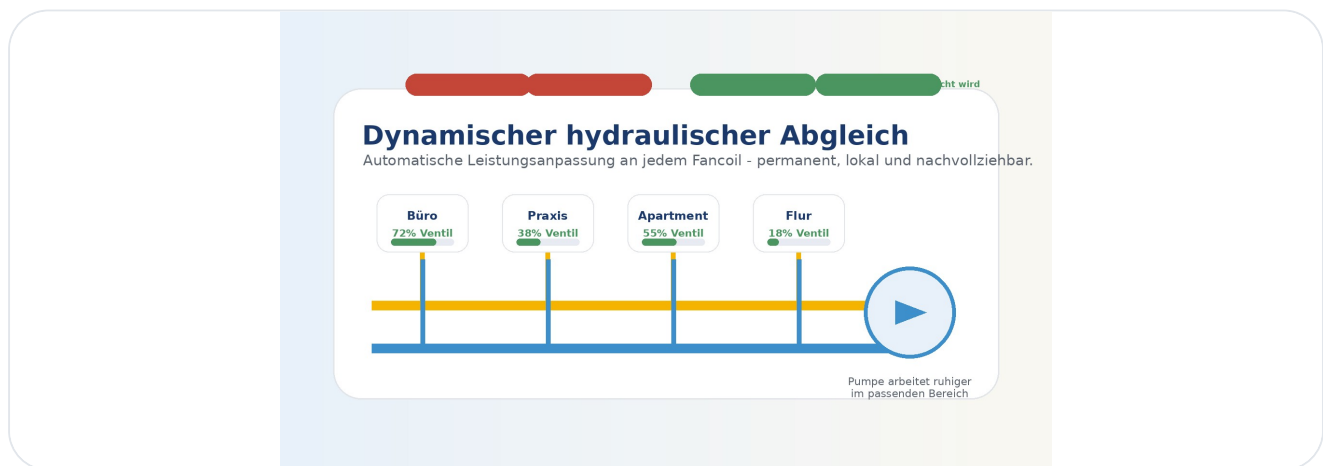 cht wird
Dynamischer hydraulischer Abgleich
Automatische Leistungsanpassung an jedem Fancoil - permanent, lokal und nachvollziehbar.
Büro
72% Ventil
Praxis
38% Ventil
Apartment
55% Ventil
Flur
18% Ventil
Pumpe arbeitet ruhiger
im passenden Bereich